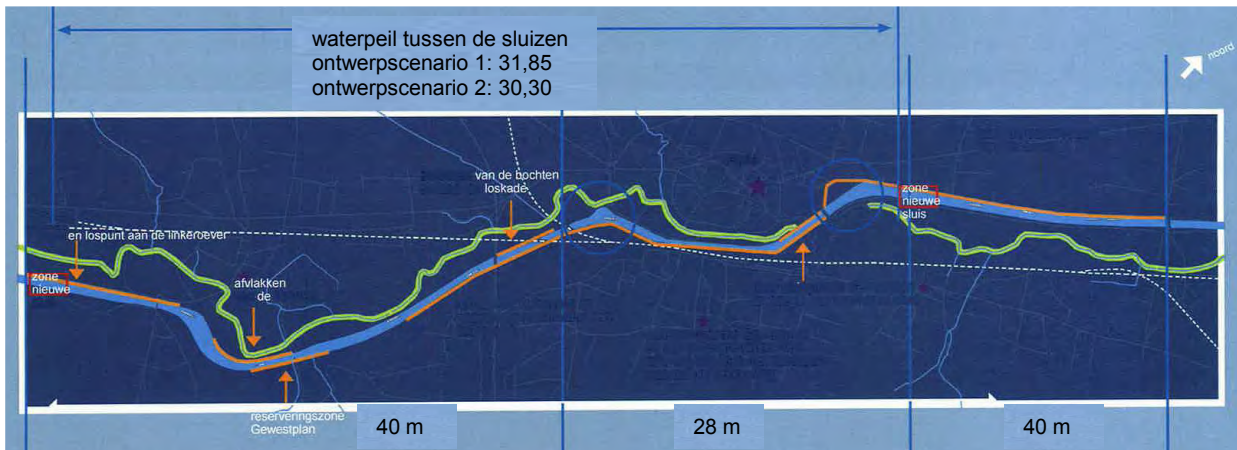 waterpeil tussen de sluizen
ontwerpscenario 1: 31,85
ontwerpscenario 2: 30,30
noord
van de bochten
loskade
zone
nieuwe
sluis
en lospunt aan de linkeroever
zone
nieuwe
afvlakken
de
reserveringszone
Gewestplan
40 m
28 m
40 m